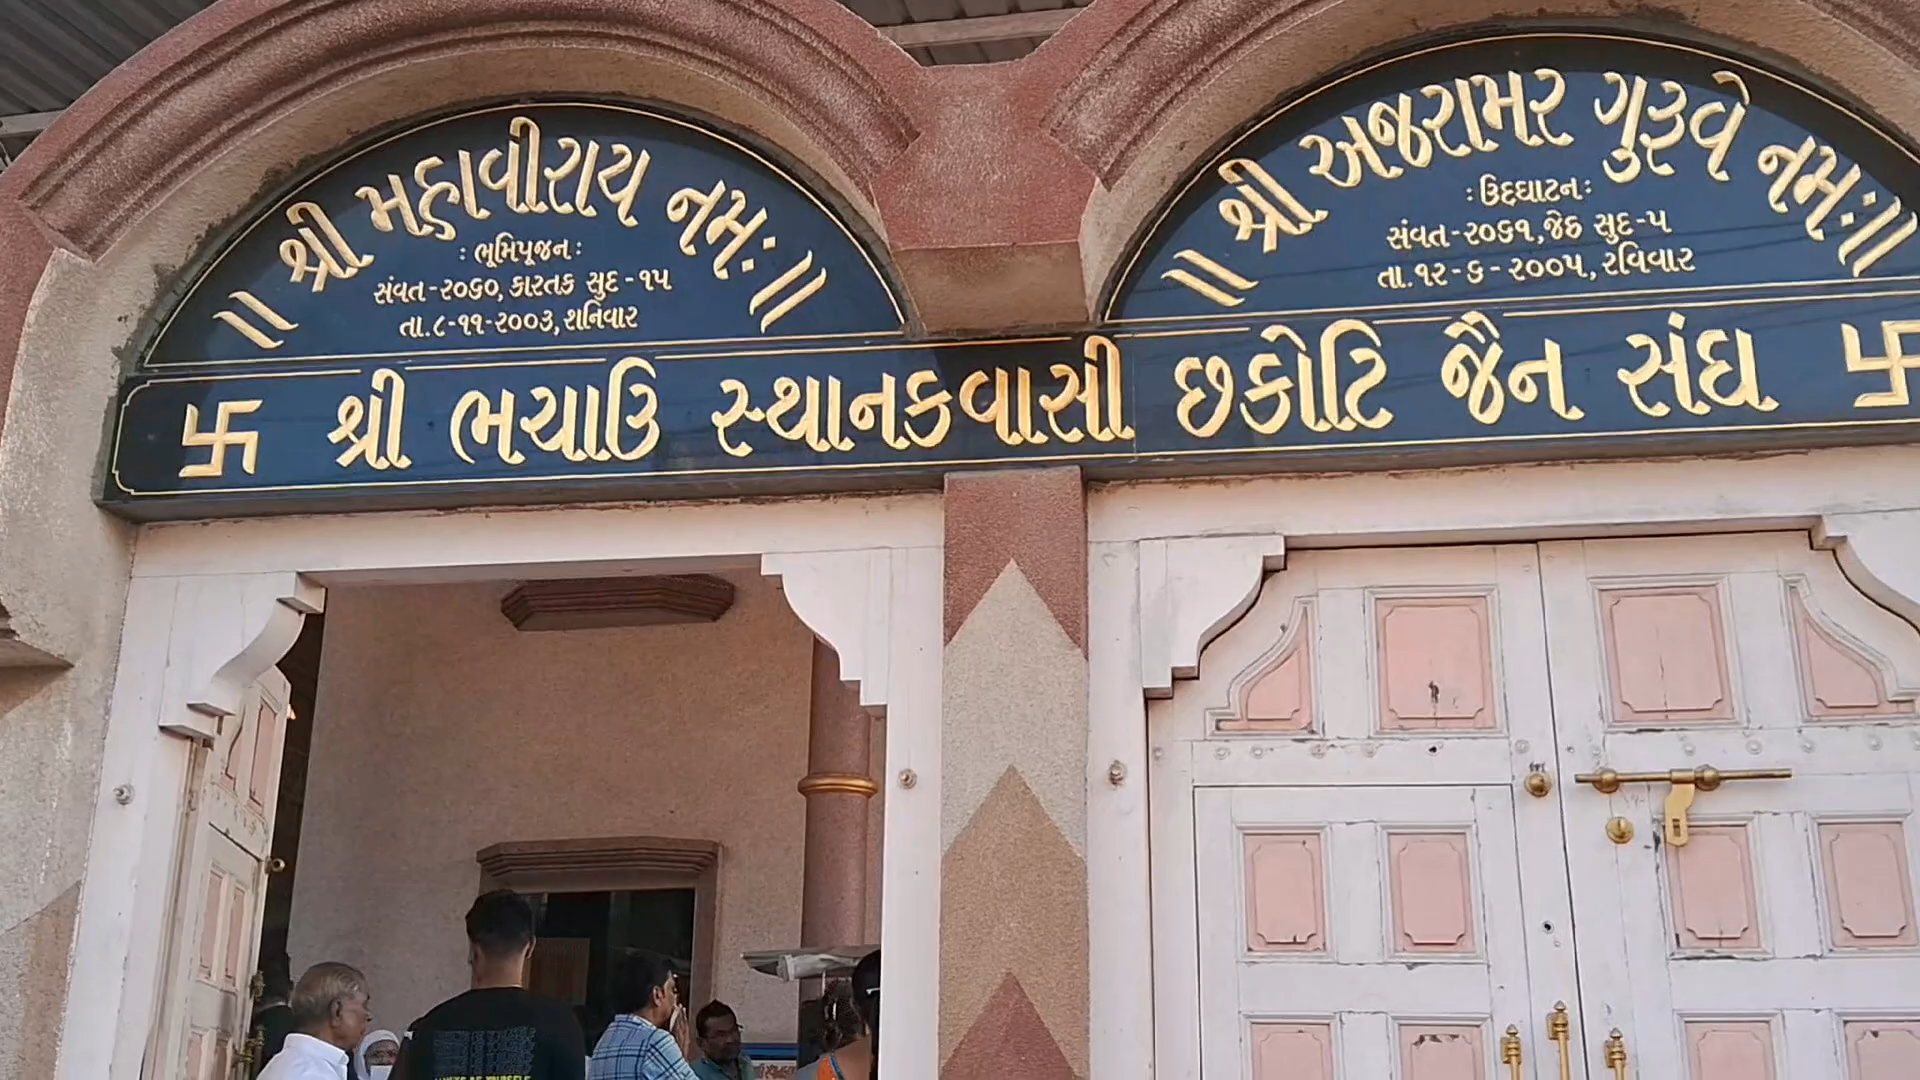 ॥ શ્રી મહાવીરાય નમઃ ॥
: ભૂમિપૂજન :
સંવત-૨૦૬૦, કારતક સુદ - ૧૫
તા.૮-૧૧-૨૦૦૩, શનિવાર
॥ શ્રી અજરામર ગુરૂવે નમઃ ॥
: ઉદઘાટન :
સંવત-૨૦૬૧, જેઠ સુદ-૫
તા.૧૨-૬-૨૦૦૫, રવિવાર
卐 શ્રી ભચાઉ સ્થાનકવાસી છકોટિ જૈન સંઘ 卐